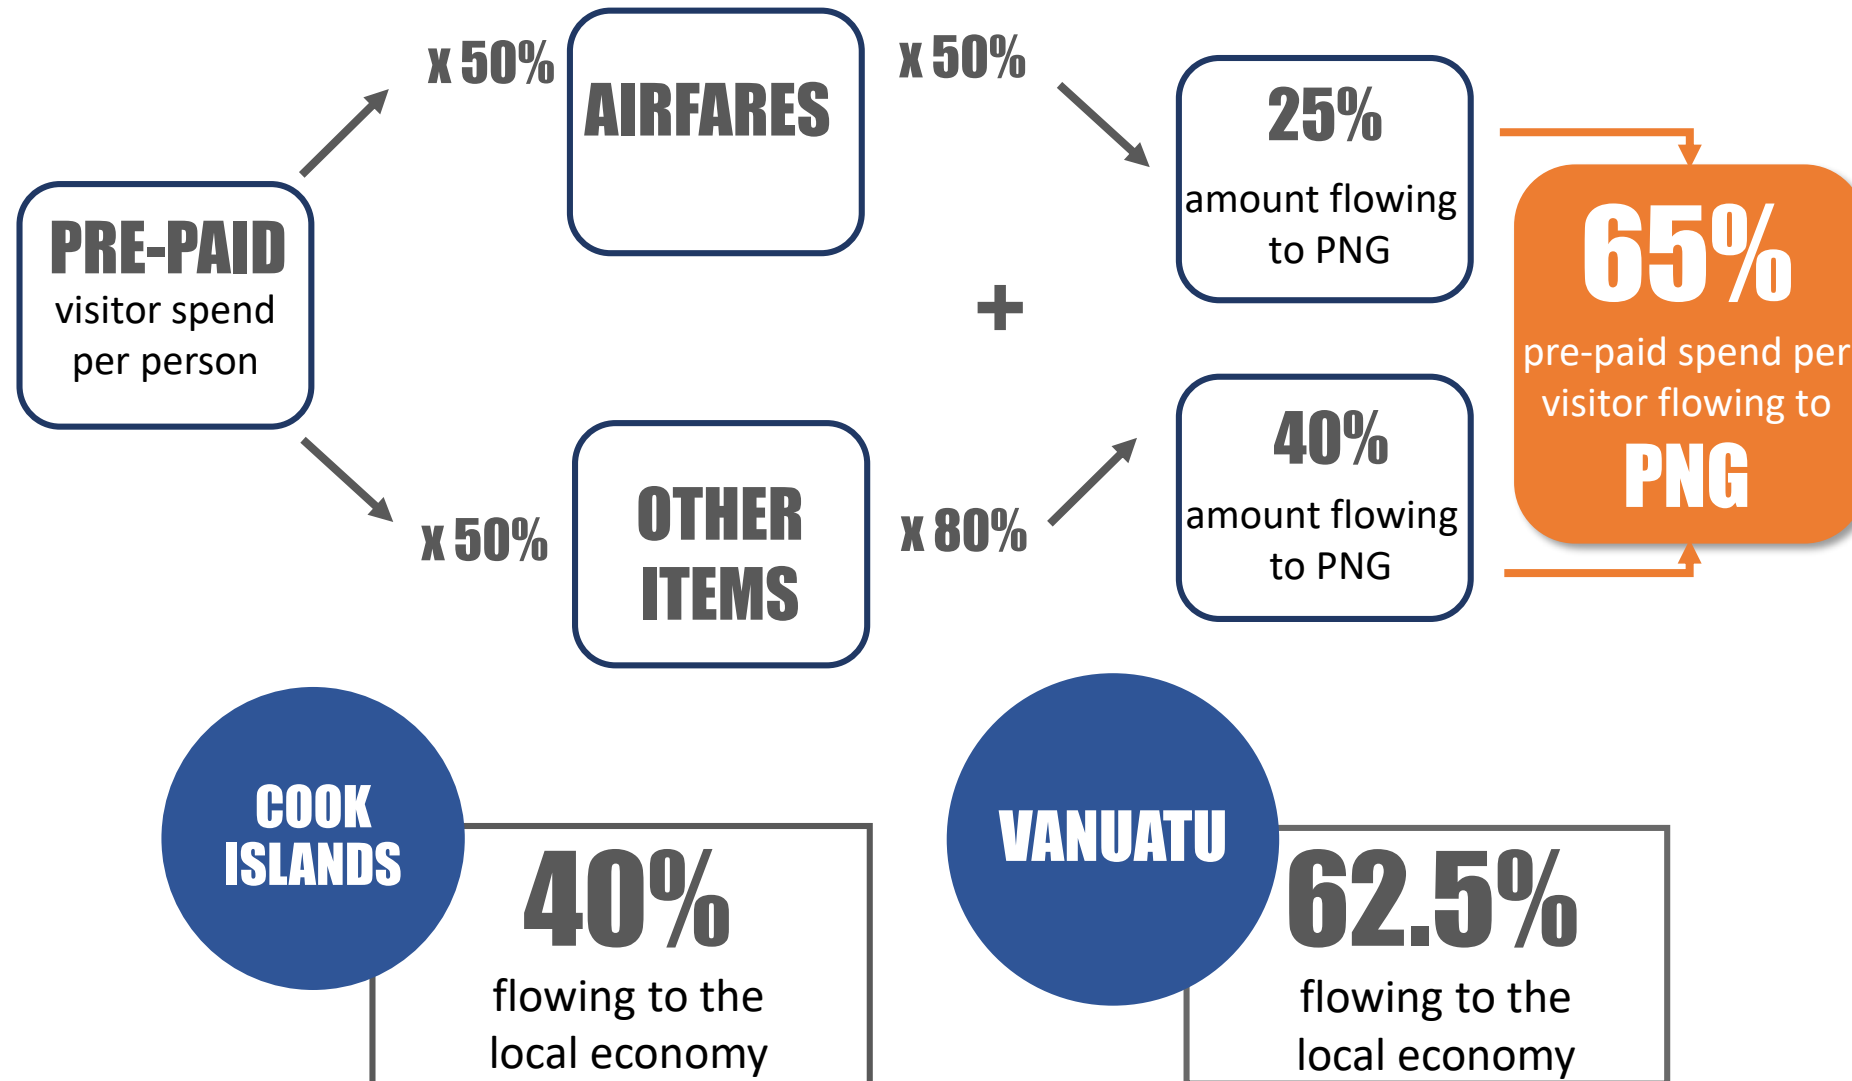 PRE-PAID
visitor spend
per person
x 50%
AIRFARES
x 50%
25%
amount flowing
to PNG
+
x 50%
OTHER
ITEMS
x 80%
40%
amount flowing
to PNG
65%
pre-paid spend per
visitor flowing to
PNG
COOK
ISLANDS
40%
flowing to the
local economy
VANUATU
62.5%
flowing to the
local economy